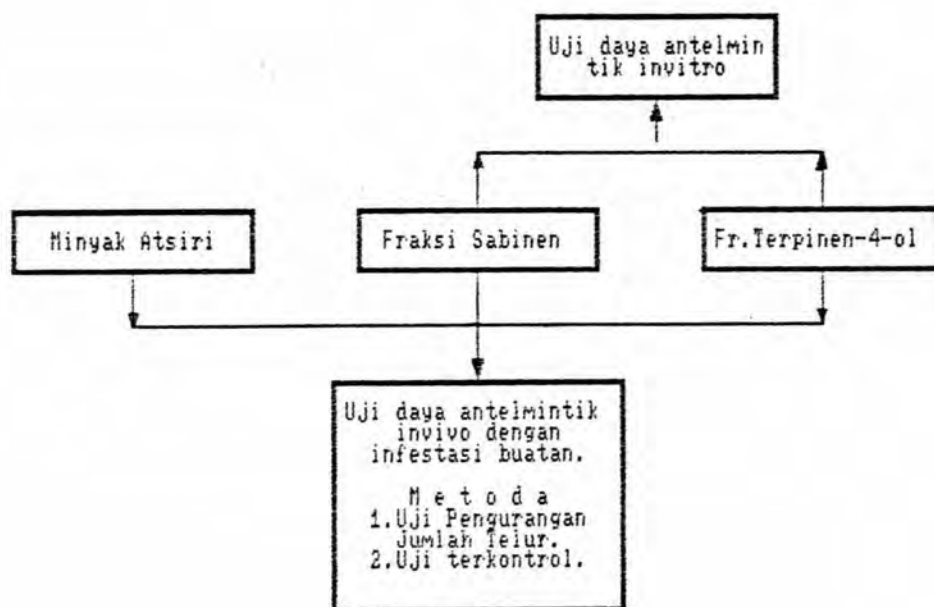 Uji daya antelmin
tik invitro
Minyak Atsiri
Fraksi Sabinen
Fr.Terpinen-4-ol
Uji daya antelmintik
invivo dengan
infestasi buatan.
M e t o d a
1.Uji Pengurangan
Jumlah Telur.
2.Uji terkontrol.